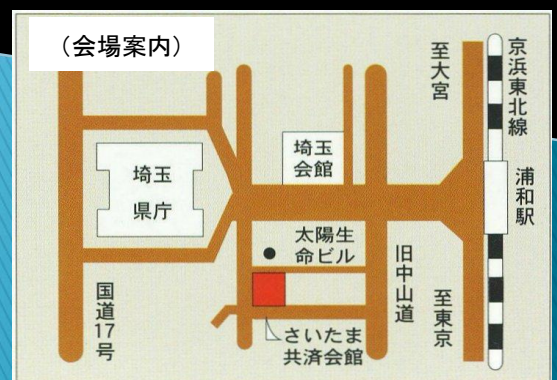 （会場案内）
至大宮
京浜東北線
埼玉
会館
埼玉
県庁
浦和駅
太陽生
命ビル
旧中山道
国道17号
至東京
さいたま
共済会館